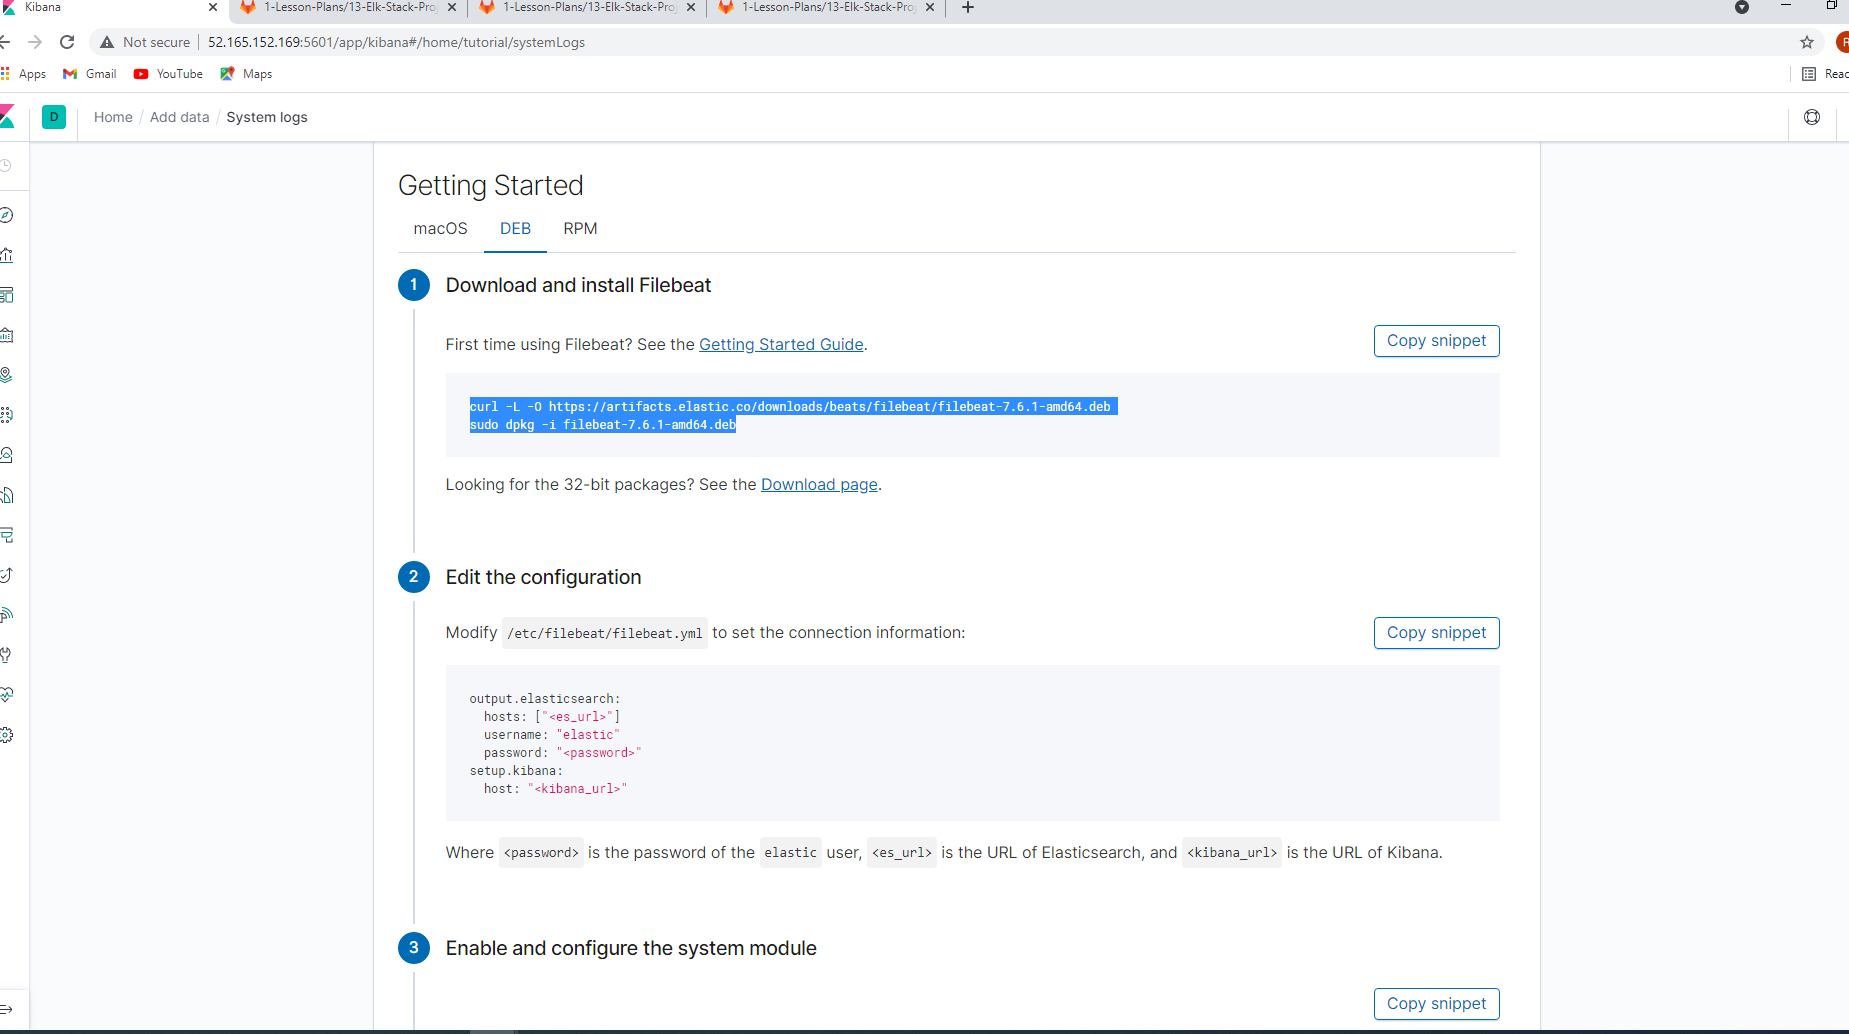 Kibana
1-Lesson-Plans/13-Elk-Stack-Pro
1-Lesson-Plans/13-Elk-Stack-Pro
1-Lesson-Plans/13-Elk-Stack-Pro
Not secure
52.165.152.169:5601/app/kibana#/home/tutorial/systemLogs
Apps
Gmail
YouTube
Maps
Reac
D
Home / Add data / System logs
Getting Started
macOS
DEB
RPM
1
Download and install Filebeat
First time using Filebeat? See the Getting Started Guide.
Copy snippet
curl -L -O https://artifacts.elastic.co/downloads/beats/filebeat/filebeat-7.6.1-amd64.deb
sudo dpkg -i filebeat-7.6.1-amd64.deb
Looking for the 32-bit packages? See the Download page.
2
Edit the configuration
Modify /etc/filebeat/filebeat.yml to set the connection information:
Copy snippet
output.elasticsearch:
hosts: ["<es_url>"]
username: "elastic"
password: "<password>"
setup.kibana:
host: "<kibana_url>"
Where <password> is the password of the elastic user, <es_url> is the URL of Elasticsearch, and <kibana_url> is the URL of Kibana.
3
Enable and configure the system module
Copy snippet